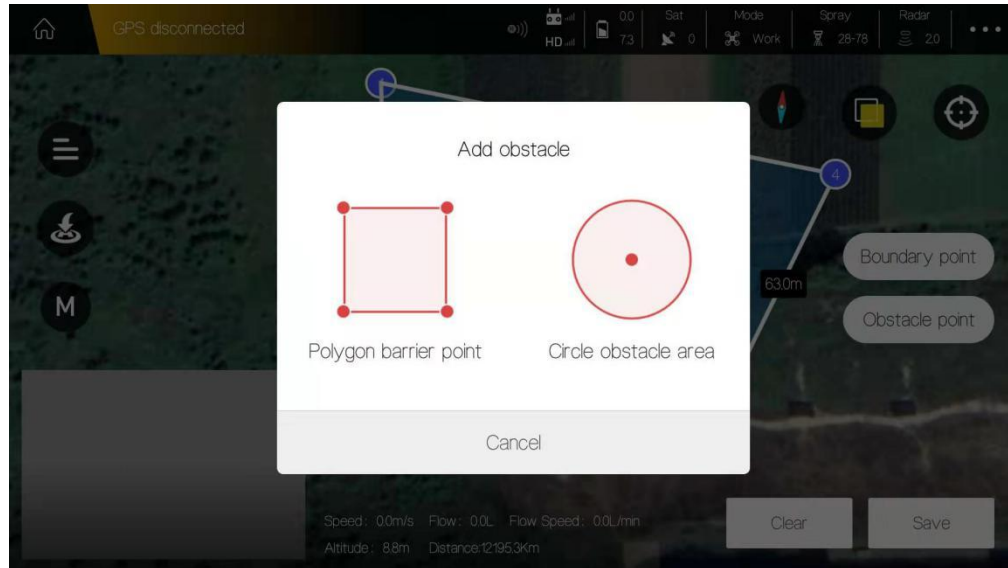 GPS disconnected
HD
0.0
7.3
Sat
0
Mode
Work
Spray
28-78
Radar
2.0
4
Add obstacle
M
Boundary point
63.0m
Obstacle point
Polygon barrier point
Circle obstacle area
Cancel
Speed: 0.0m/s Flow: 0.0L Flow Speed: 0.0L/min
Clear
Save
Altitude: 8.8m Distance:12195.3Km